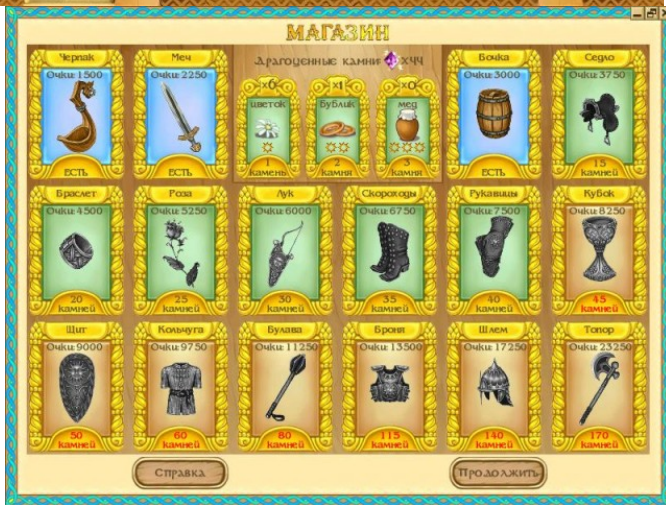 МАГАЗИН
Драгоценные камни х44
Черпак
Очки: 1500
ЕСТЬ
Меч
Очки: 2250
ЕСТЬ
х6
цветок
1
камень
х1
бублик
2
камня
х0
мед
3
камня
Бочка
Очки: 3000
ЕСТЬ
Седло
Очки: 3750
15
камней
Браслет
Очки: 4500
20
камней
Роза
Очки: 5250
25
камней
Лук
Очки: 6000
30
камней
Скороходы
Очки: 6750
35
камней
Рукавицы
Очки: 7500
40
камней
Кубок
Очки: 8250
45
камней
Щит
Очки: 9000
50
камней
Кольчуга
Очки: 9750
60
камней
Булава
Очки: 11250
80
камней
Броня
Очки: 13500
115
камней
Шлем
Очки: 17250
140
камней
Топор
Очки: 23250
170
камней
Справка
Продолжить